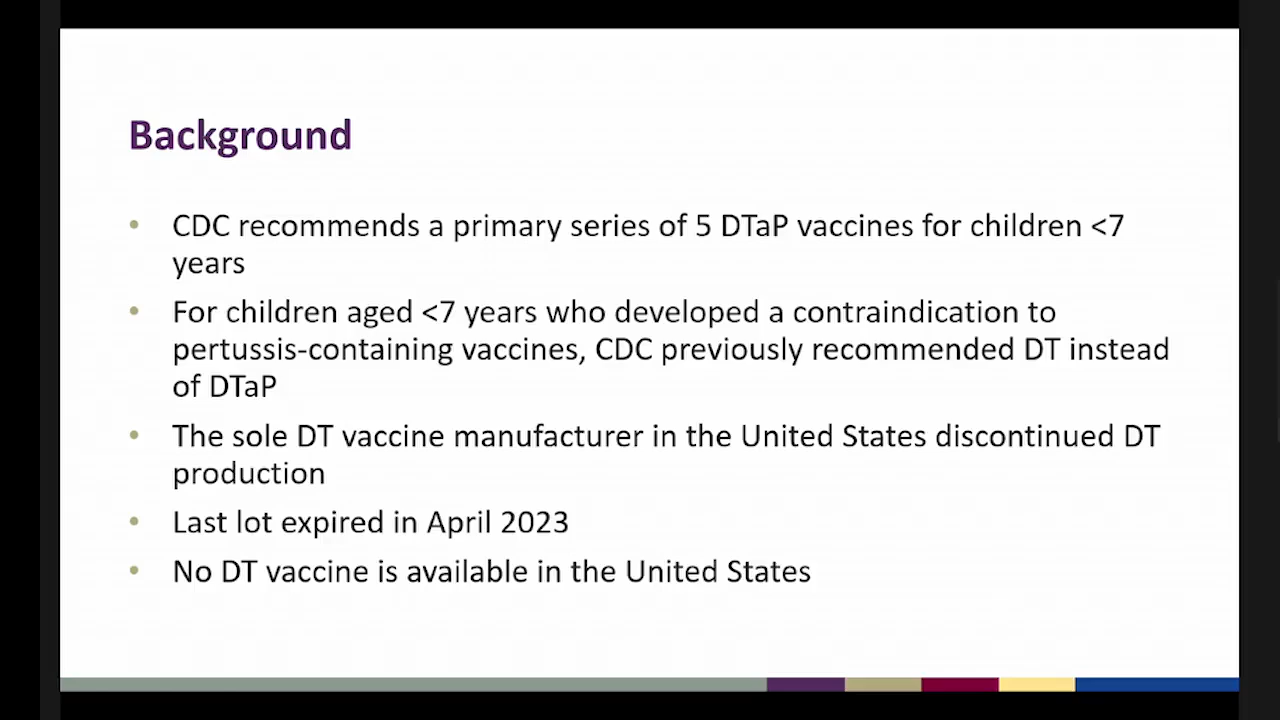 Background
• CDC recommends a primary series of 5 DTaP vaccines for children <7
years
• For children aged <7 years who developed a contraindication to
pertussis-containing vaccines, CDC previously recommended DT instead
of DTaP
• The sole DT vaccine manufacturer in the United States discontinued DT
production
• Last lot expired in April 2023
• No DT vaccine is available in the United States